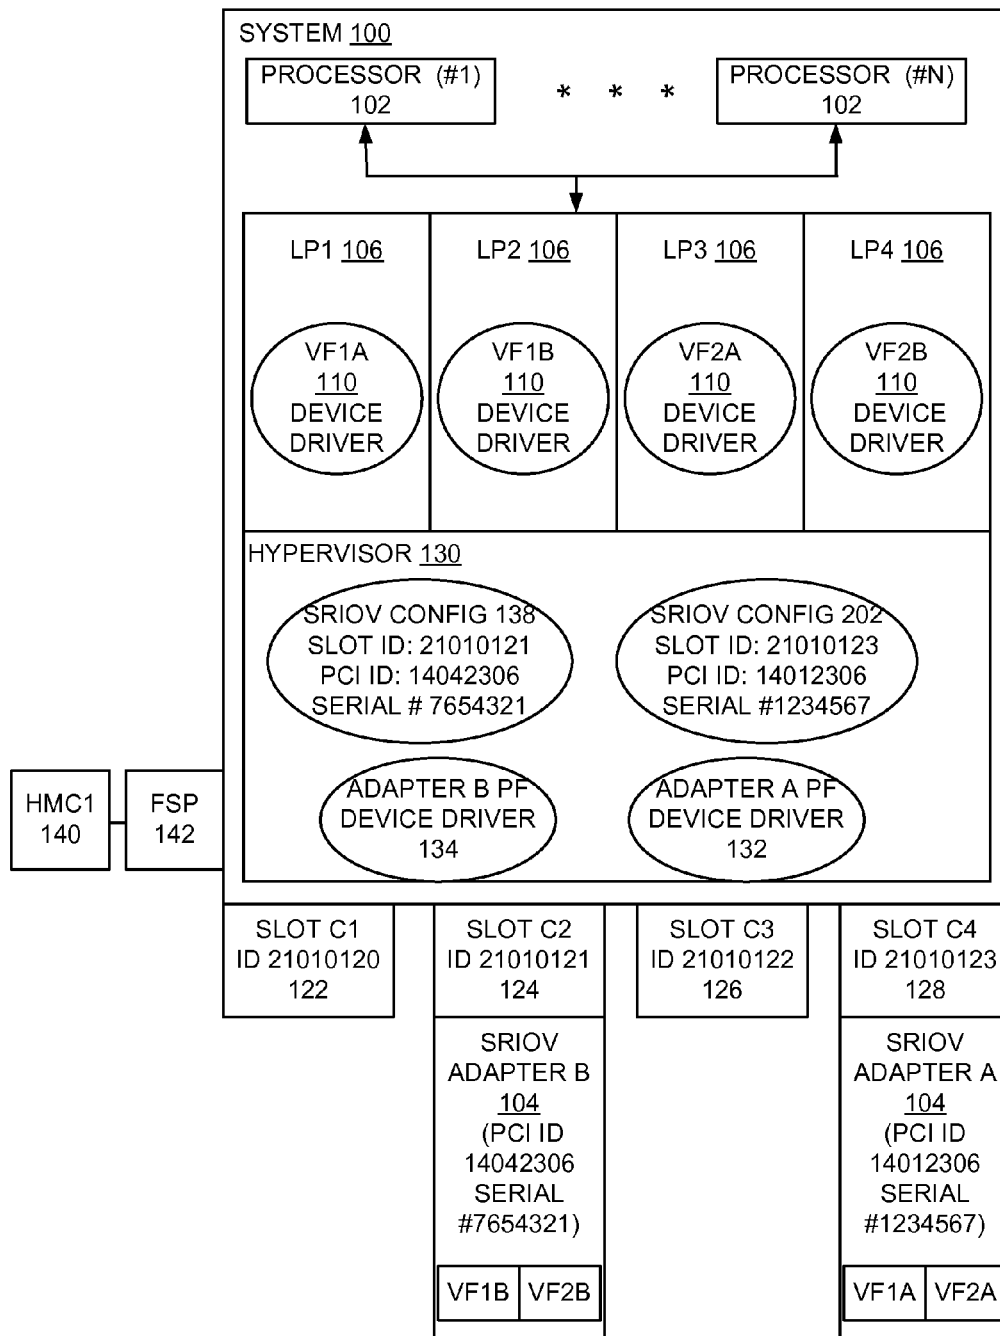 SYSTEM 100
PROCESSOR (#1)
102
* * *
PROCESSOR (#N)
102
LP1 106
LP2 106
LP3 106
LP4 106
VF1A
110
DEVICE
DRIVER
VF1B
110
DEVICE
DRIVER
VF2A
110
DEVICE
DRIVER
VF2B
110
DEVICE
DRIVER
HYPERVISOR 130
SRIOV CONFIG 138
SLOT ID: 21010121
PCI ID: 14042306
SERIAL # 7654321
SRIOV CONFIG 202
SLOT ID: 21010123
PCI ID: 14012306
SERIAL #1234567
ADAPTER B PF
DEVICE DRIVER
134
ADAPTER A PF
DEVICE DRIVER
132
HMC1
140
FSP
142
SLOT C1
ID 21010120
122
SLOT C2
ID 21010121
124
SLOT C3
ID 21010122
126
SLOT C4
ID 21010123
128
SRIOV
ADAPTER B
104
(PCI ID
14042306
SERIAL
#7654321)
VF1B
VF2B
SRIOV
ADAPTER A
104
(PCI ID
14012306
SERIAL
#1234567)
VF1A
VF2A